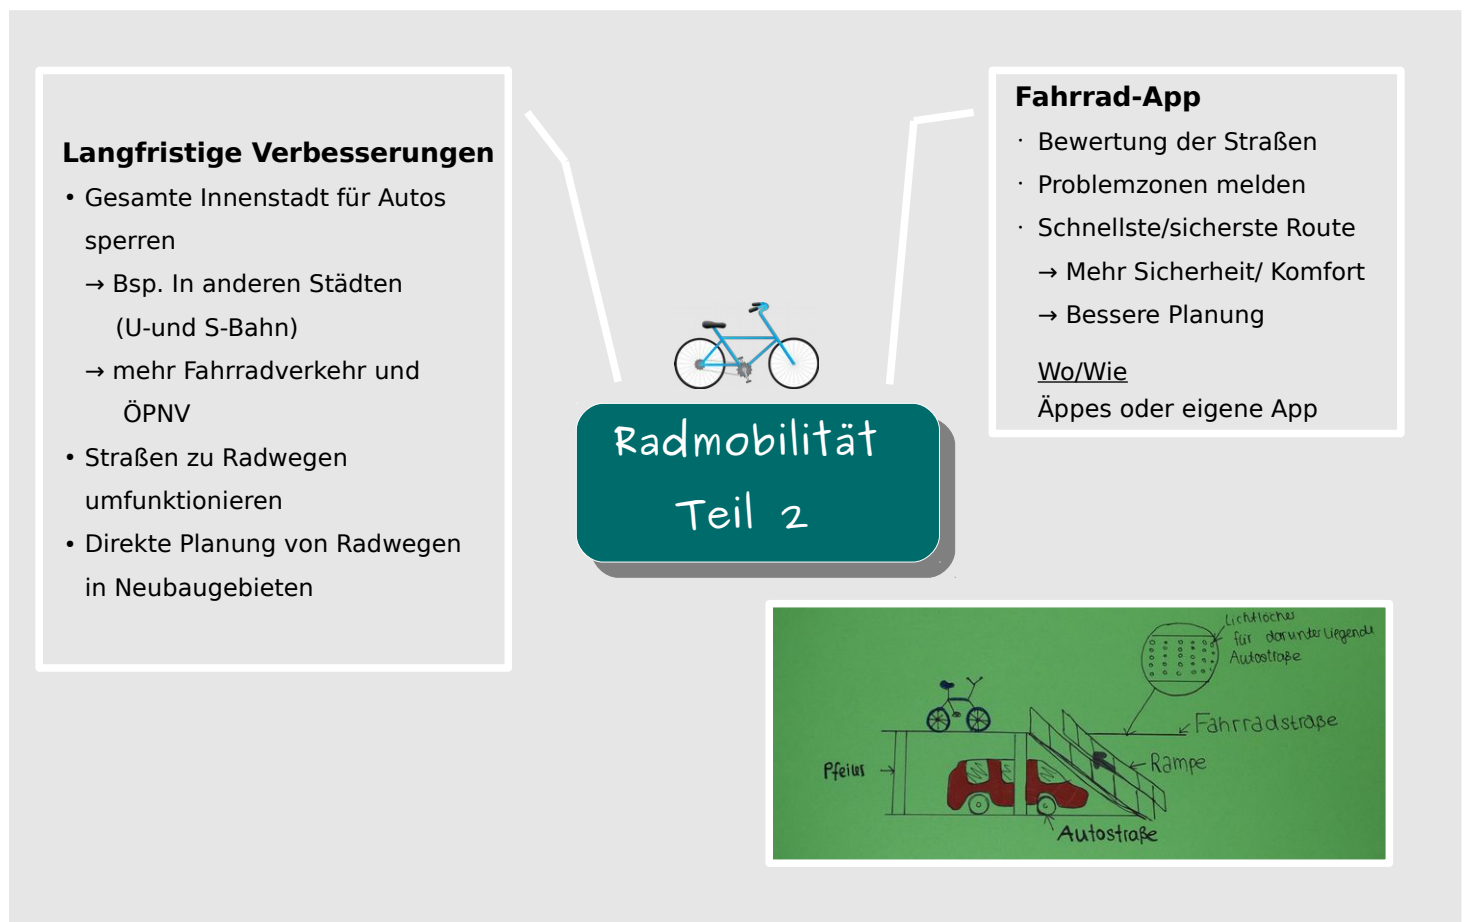 Langfristige Verbesserungen
• Gesamte Innenstadt für Autos
sperren
→ Bsp. In anderen Städten
(U-und S-Bahn)
→ mehr Fahrradverkehr und
ÖPNV
• Straßen zu Radwegen
umfunktionieren
• Direkte Planung von Radwegen
in Neubaugebieten
Radmobilität
Teil 2
Fahrrad-App
· Bewertung der Straßen
· Problemzonen melden
· Schnellste/sicherste Route
→ Mehr Sicherheit/ Komfort
→ Bessere Planung
Wo/Wie
Äppes oder eigene App
Lichtlöcher
für darunterliegende
Autostraße
Fahrradstraße
Rampe
Pfeiler
Autostraße